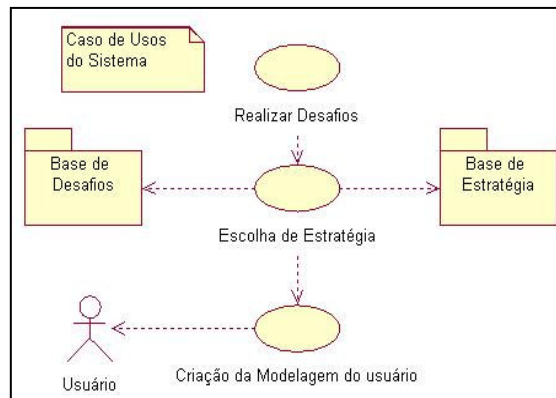 Caso de Usos
do Sistema
Realizar Desafios
Base de
Desafios
Base de
Estratégia
Escolha de Estratégia
Usuário
Criação da Modelagem do usuário